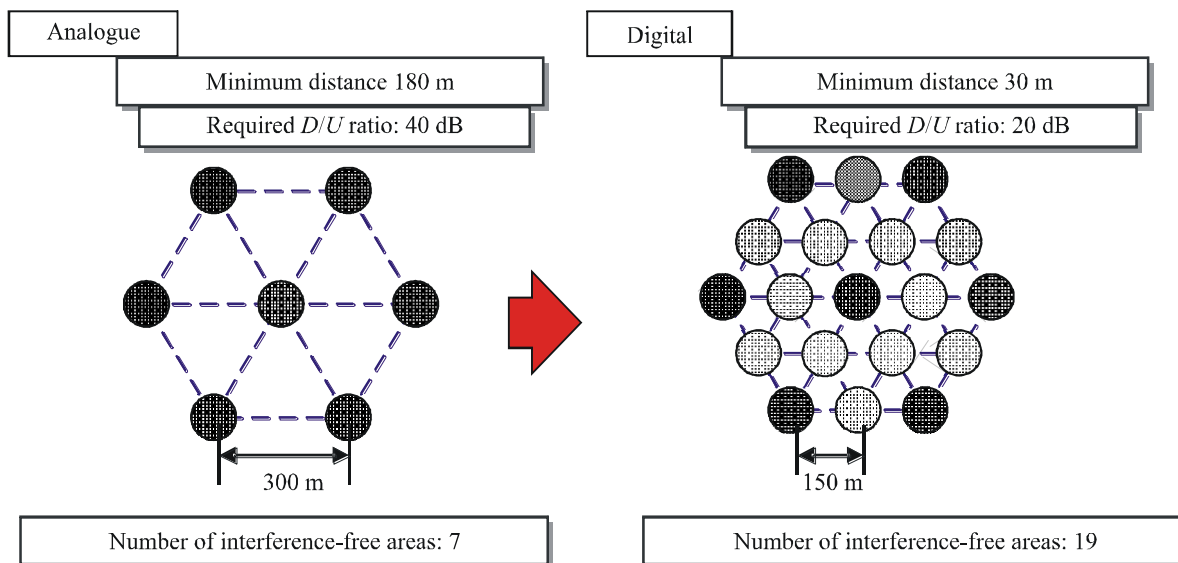 Analogue
Minimum distance 180 m
Required D/U ratio: 40 dB
300 m
Number of interference-free areas: 7
Digital
Minimum distance 30 m
Required D/U ratio: 20 dB
150 m
Number of interference-free areas: 19